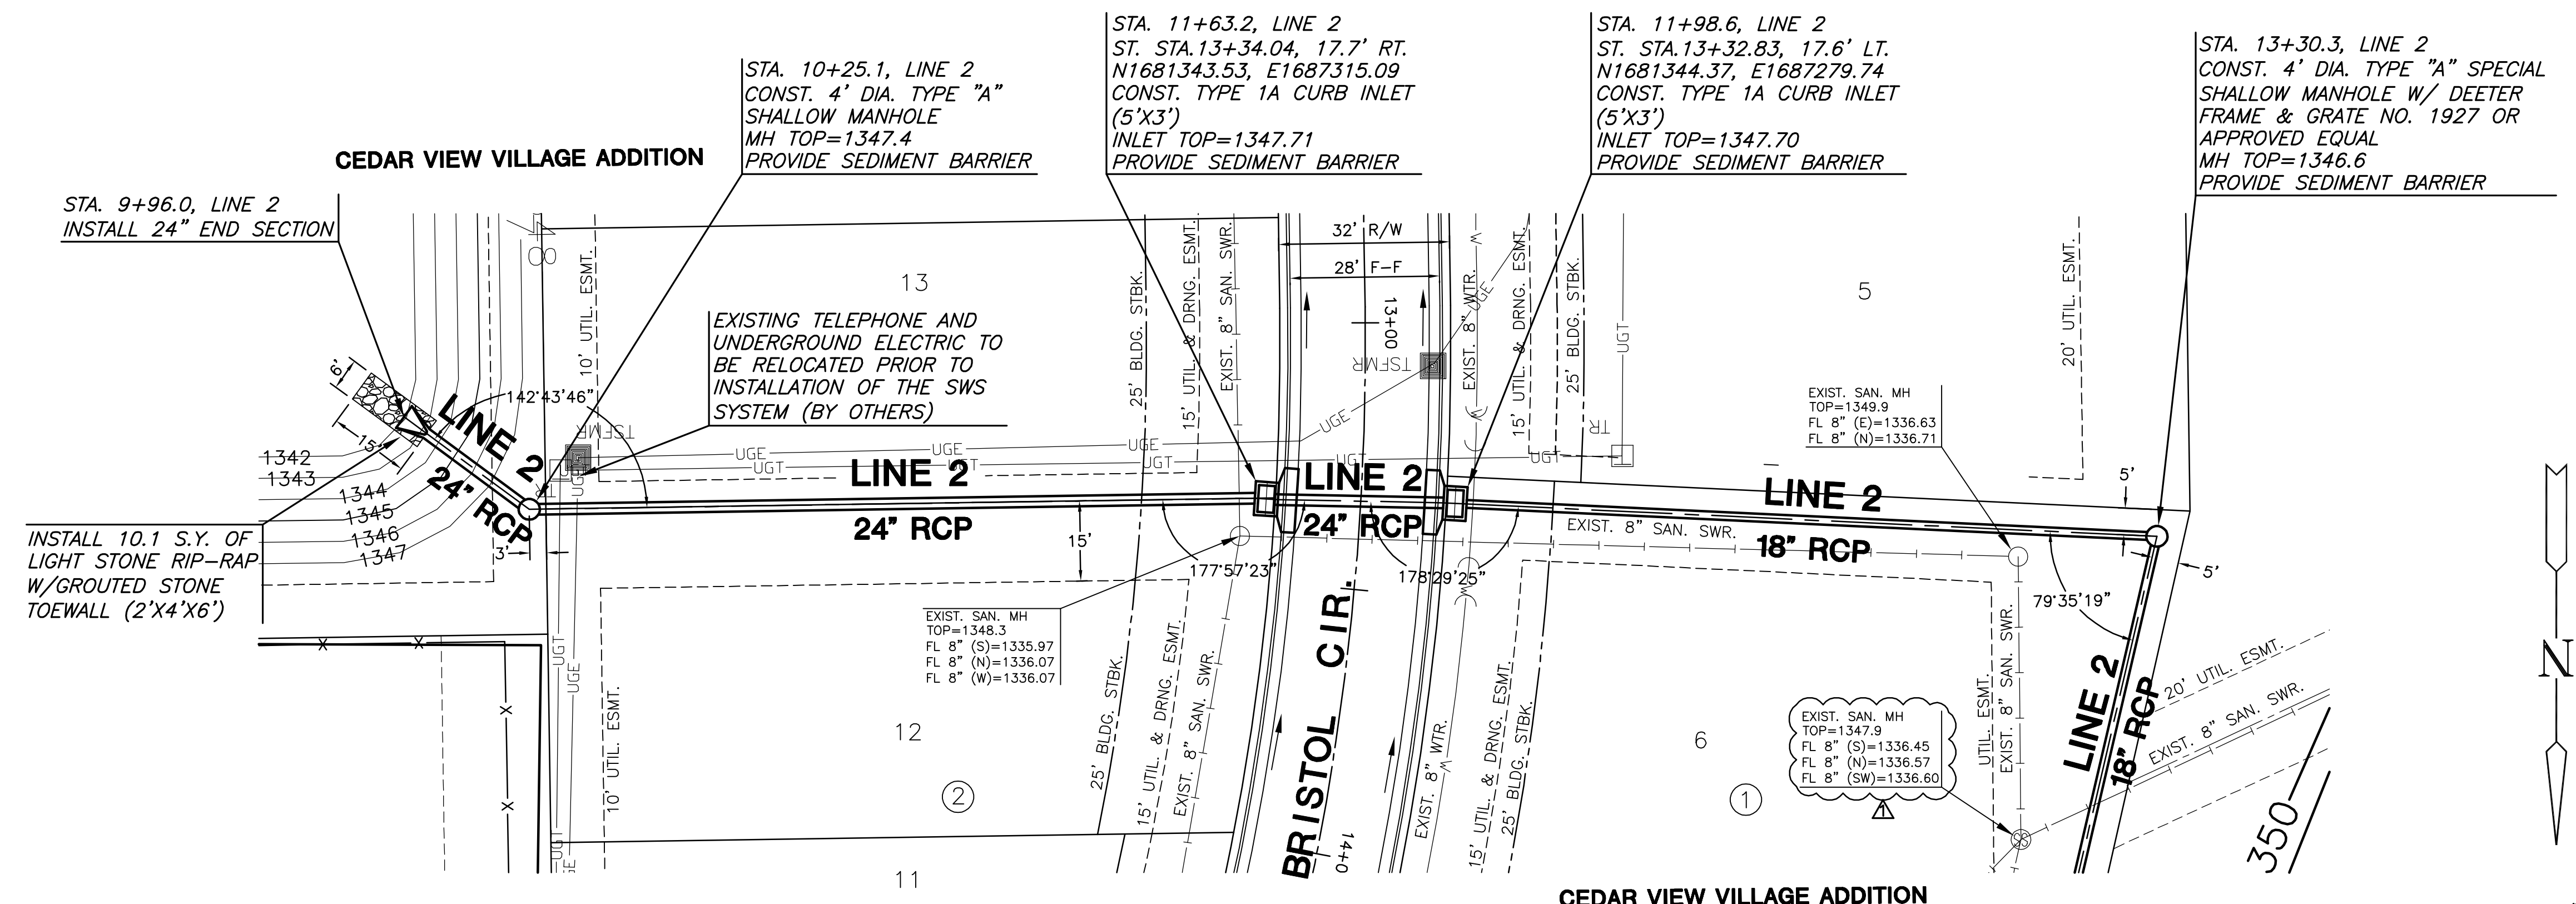 STA. 9+96.0, LINE 2
INSTALL 24" END SECTION
CEDAR VIEW VILLAGE ADDITION
STA. 10+25.1, LINE 2
CONST. 4' DIA. TYPE "A"
SHALLOW MANHOLE
MH TOP=1347.4
PROVIDE SEDIMENT BARRIER
STA. 11+63.2, LINE 2
ST. STA.13+34.04, 17.7' RT.
N1681343.53, E1687315.09
CONST. TYPE 1A CURB INLET
(5'X3')
INLET TOP=1347.71
PROVIDE SEDIMENT BARRIER
STA. 11+98.6, LINE 2
ST. STA.13+32.83, 17.6' LT.
N1681344.37, E1687279.74
CONST. TYPE 1A CURB INLET
(5'X3')
INLET TOP=1347.70
PROVIDE SEDIMENT BARRIER
STA. 13+30.3, LINE 2
CONST. 4' DIA. TYPE "A" SPECIAL
SHALLOW MANHOLE W/ DEETER
FRAME & GRATE NO. 1927 OR
APPROVED EQUAL
MH TOP=1346.6
PROVIDE SEDIMENT BARRIER
EXISTING TELEPHONE AND
UNDERGROUND ELECTRIC TO
BE RELOCATED PRIOR TO
INSTALLATION OF THE SWS
SYSTEM (BY OTHERS)
INSTALL 10.1 S.Y. OF
LIGHT STONE RIP-RAP
W/GROUTED STONE
TOEWALL (2'X4'X6')
1342
1343
1344
1345
1346
1347
6'
15'
3'
142°43'46"
LINE 2
24" RCP
10' UTIL. ESMT.
TSFMR
TR
13
25' BLDG. STBK.
15' UTIL. & DRNG. ESMT.
EXIST. 8" SAN. SWR.
32' R/W
28' F-F
13+00
TSFMR
EXIST. 8" WTR.
W
W
15' UTIL. & DRNG. ESMT.
25' BLDG. STBK.
UGT
TR
5
20' UTIL. ESMT.
UGE
UGE
UGE
UGE
UGE
UGT
UGT
UGT
UGT
UGT
UGT
LINE 2
24" RCP
LINE 2
24" RCP
LINE 2
18" RCP
EXIST. 8" SAN. SWR.
EXIST. SAN. MH
TOP=1349.9
FL 8" (E)=1336.63
FL 8" (N)=1336.71
5'
5'
15'
177°57'23"
178°29'25"
79°35'19"
EXIST. SAN. MH
TOP=1348.3
FL 8" (S)=1335.97
FL 8" (N)=1336.07
FL 8" (W)=1336.07
X
X
X
X
UGT
UGE
UGT
10' UTIL. ESMT.
12
2
11
25' BLDG. STBK.
15' UTIL. & DRNG. ESMT.
EXIST. 8" SAN. SWR.
BRISTOL CIR.
14+0
EXIST. 8" WTR.
W
W
15' UTIL. & DRNG. ESMT.
25' BLDG. STBK.
6
1
EXIST. SAN. MH
TOP=1347.9
FL 8" (S)=1336.45
FL 8" (N)=1336.57
FL 8" (SW)=1336.60
1
UTIL. ESMT.
EXIST. 8" SAN. SWR.
SS
LINE 2
18" RCP
20' UTIL. ESMT.
EXIST. 8" SAN. SWR.
350
N
CEDAR VIEW VILLAGE ADDITION